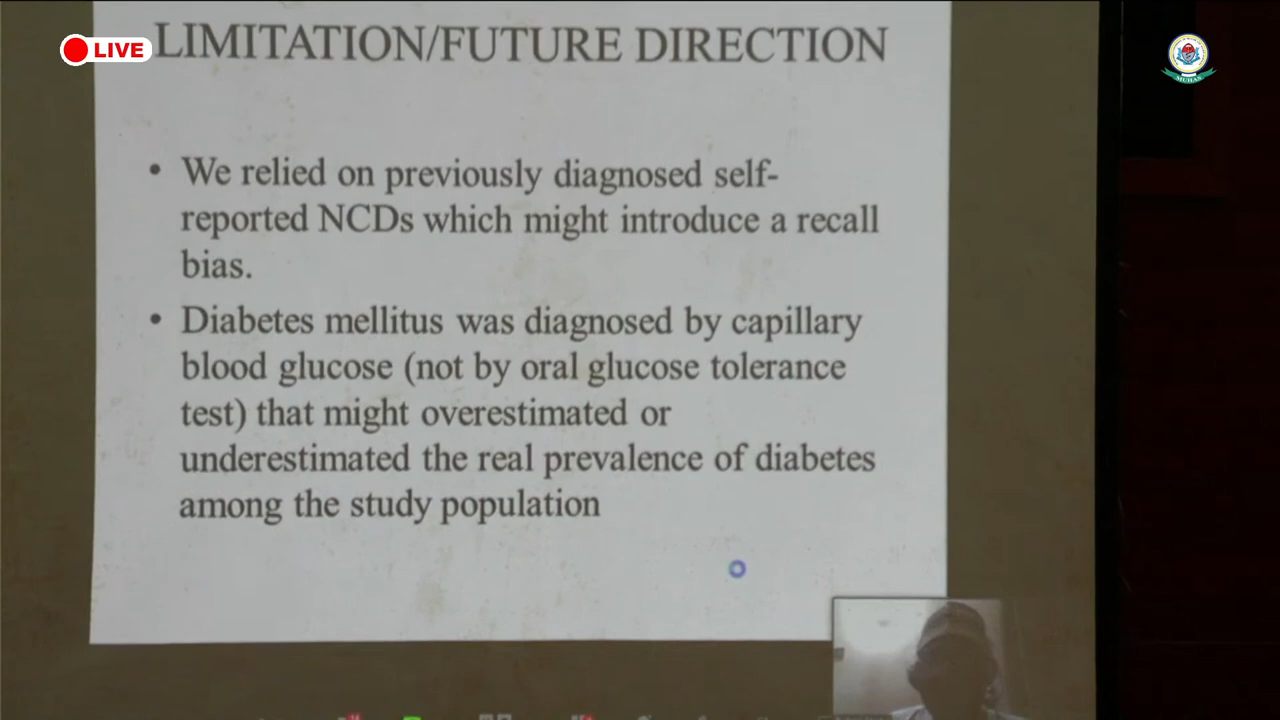 LIMITATION/FUTURE DIRECTION
LIVE
MUHAS
• We relied on previously diagnosed self-
reported NCDs which might introduce a recall
bias.
• Diabetes mellitus was diagnosed by capillary
blood glucose (not by oral glucose tolerance
test) that might overestimated or
underestimated the real prevalence of diabetes
among the study population